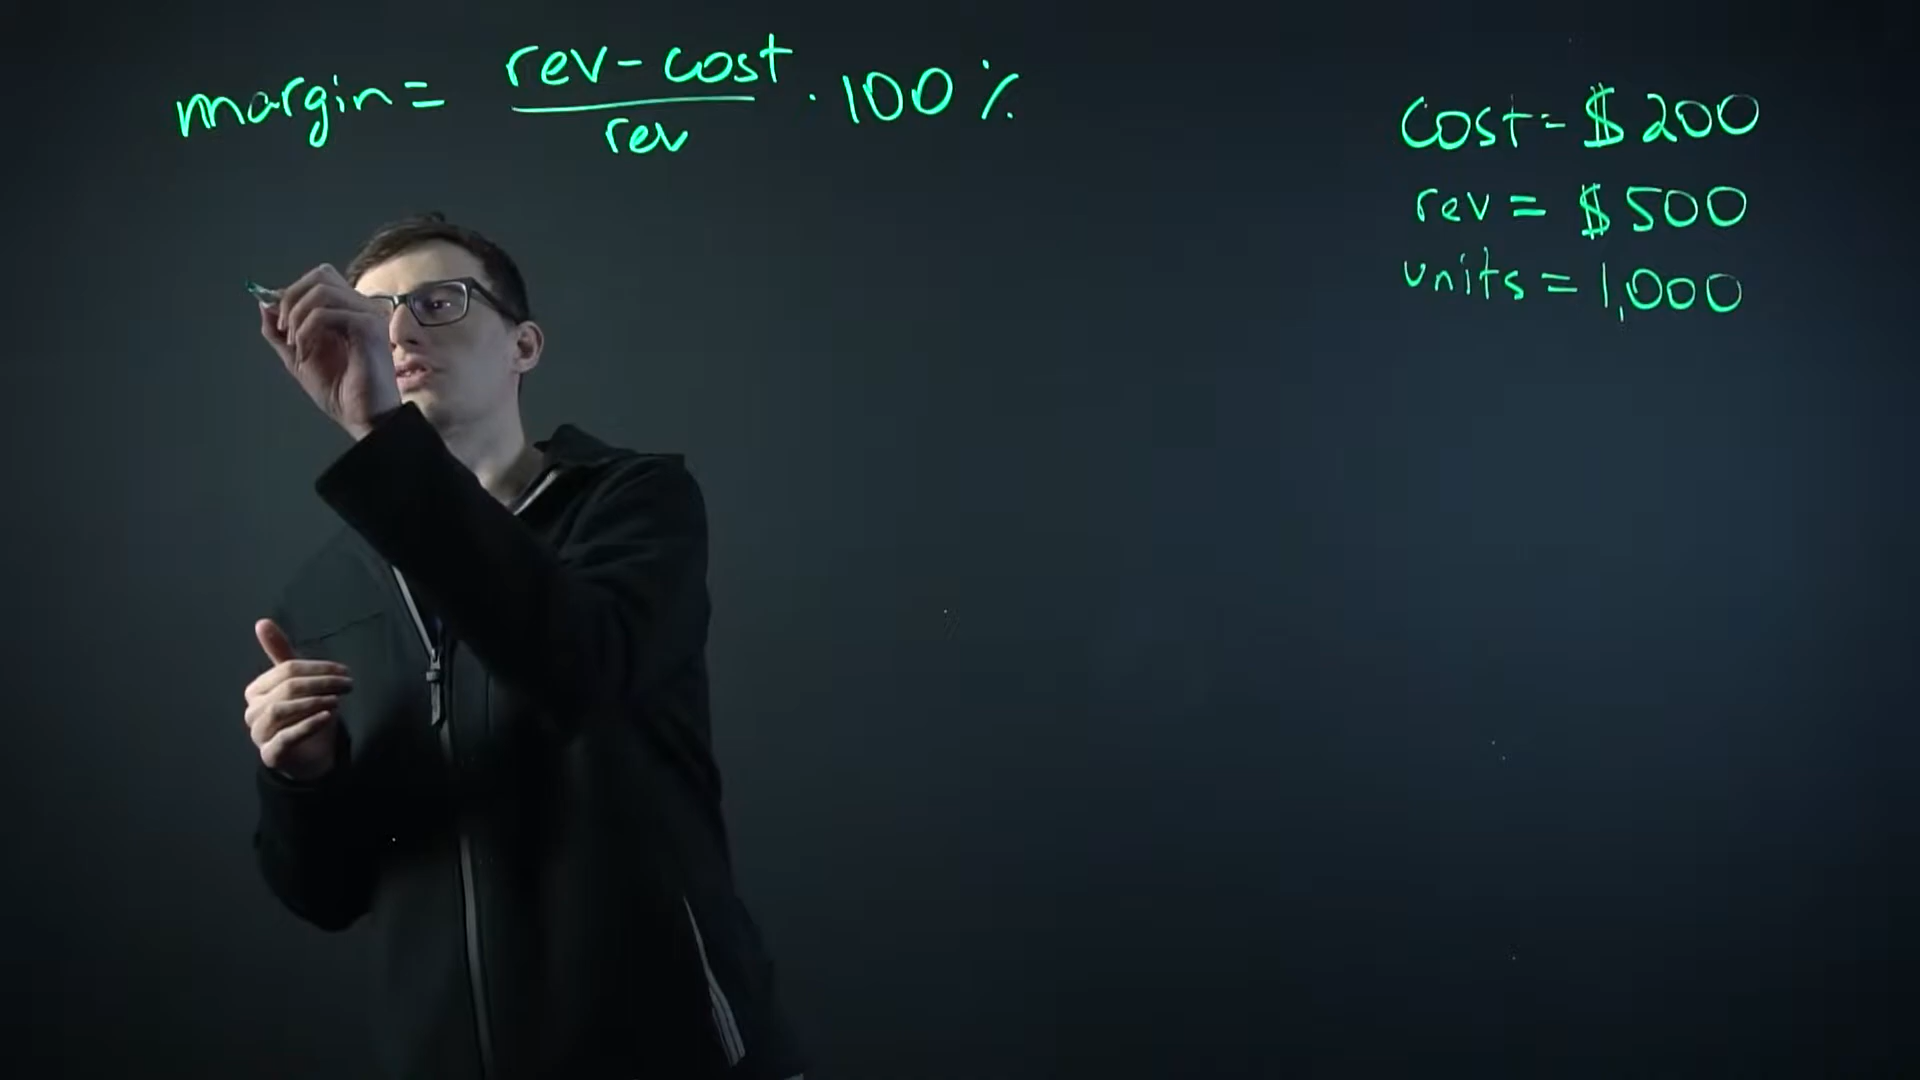 margin = rev - cost / rev · 100 %
cost = $200
rev = $500
units = 1,000